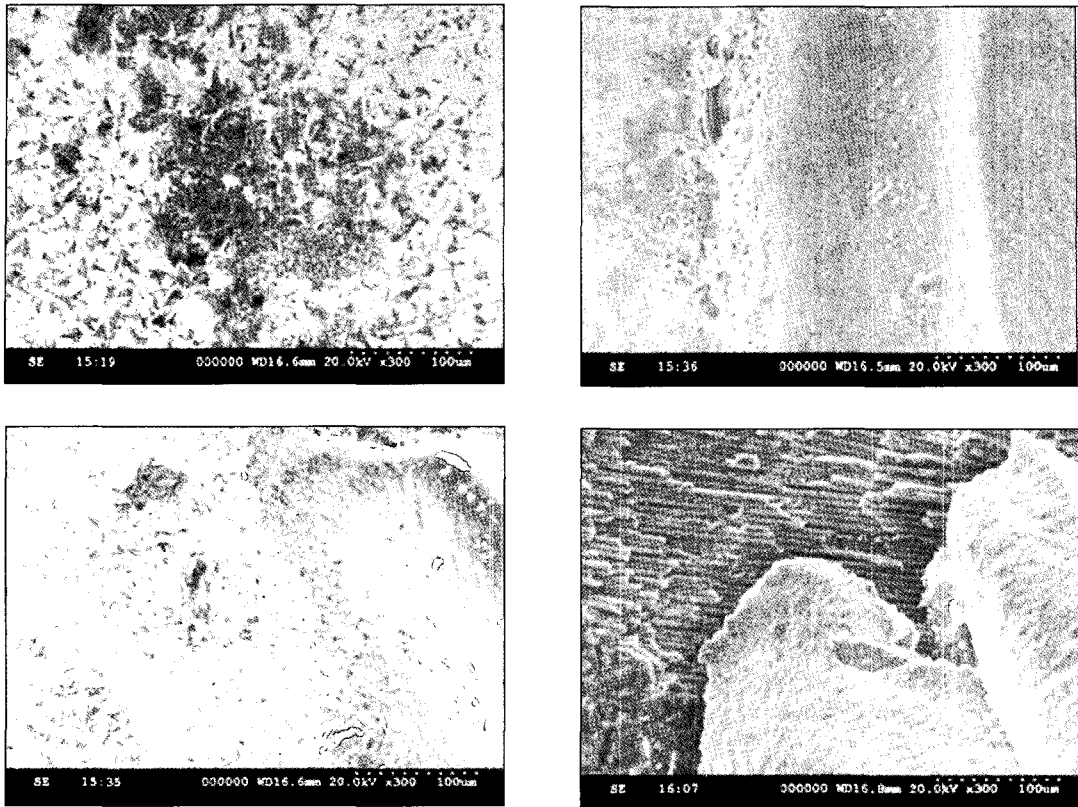 SE 15:19 000000 WD16.6mm 20.0kV x300 100um
SE 15:36 000000 WD16.5mm 20.0kV x300 100um
SE 15:35 000000 WD16.6mm 20.0kV x300 100um
SE 16:07 000000 WD16.8mm 20.0kV x300 100um